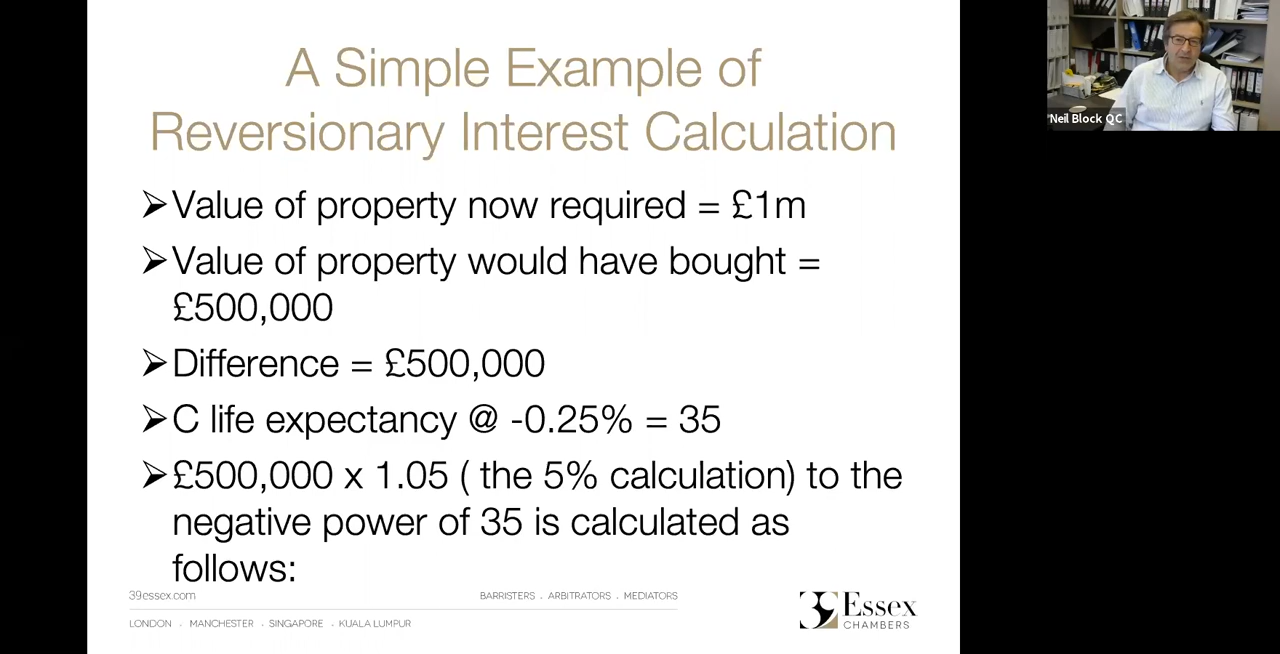 A Simple Example of
Reversionary Interest Calculation
➢Value of property now required = £1m
➢Value of property would have bought =
£500,000
➢Difference = £500,000
➢C life expectancy @ -0.25% = 35
➢£500,000 x 1.05 ( the 5% calculation) to the
negative power of 35 is calculated as
follows:
39essex.com
BARRISTERS . ARBITRATORS . MEDIATORS
LONDON . MANCHESTER . SINGAPORE . KUALA LUMPUR
39 Essex
CHAMBERS
Neil Block QC